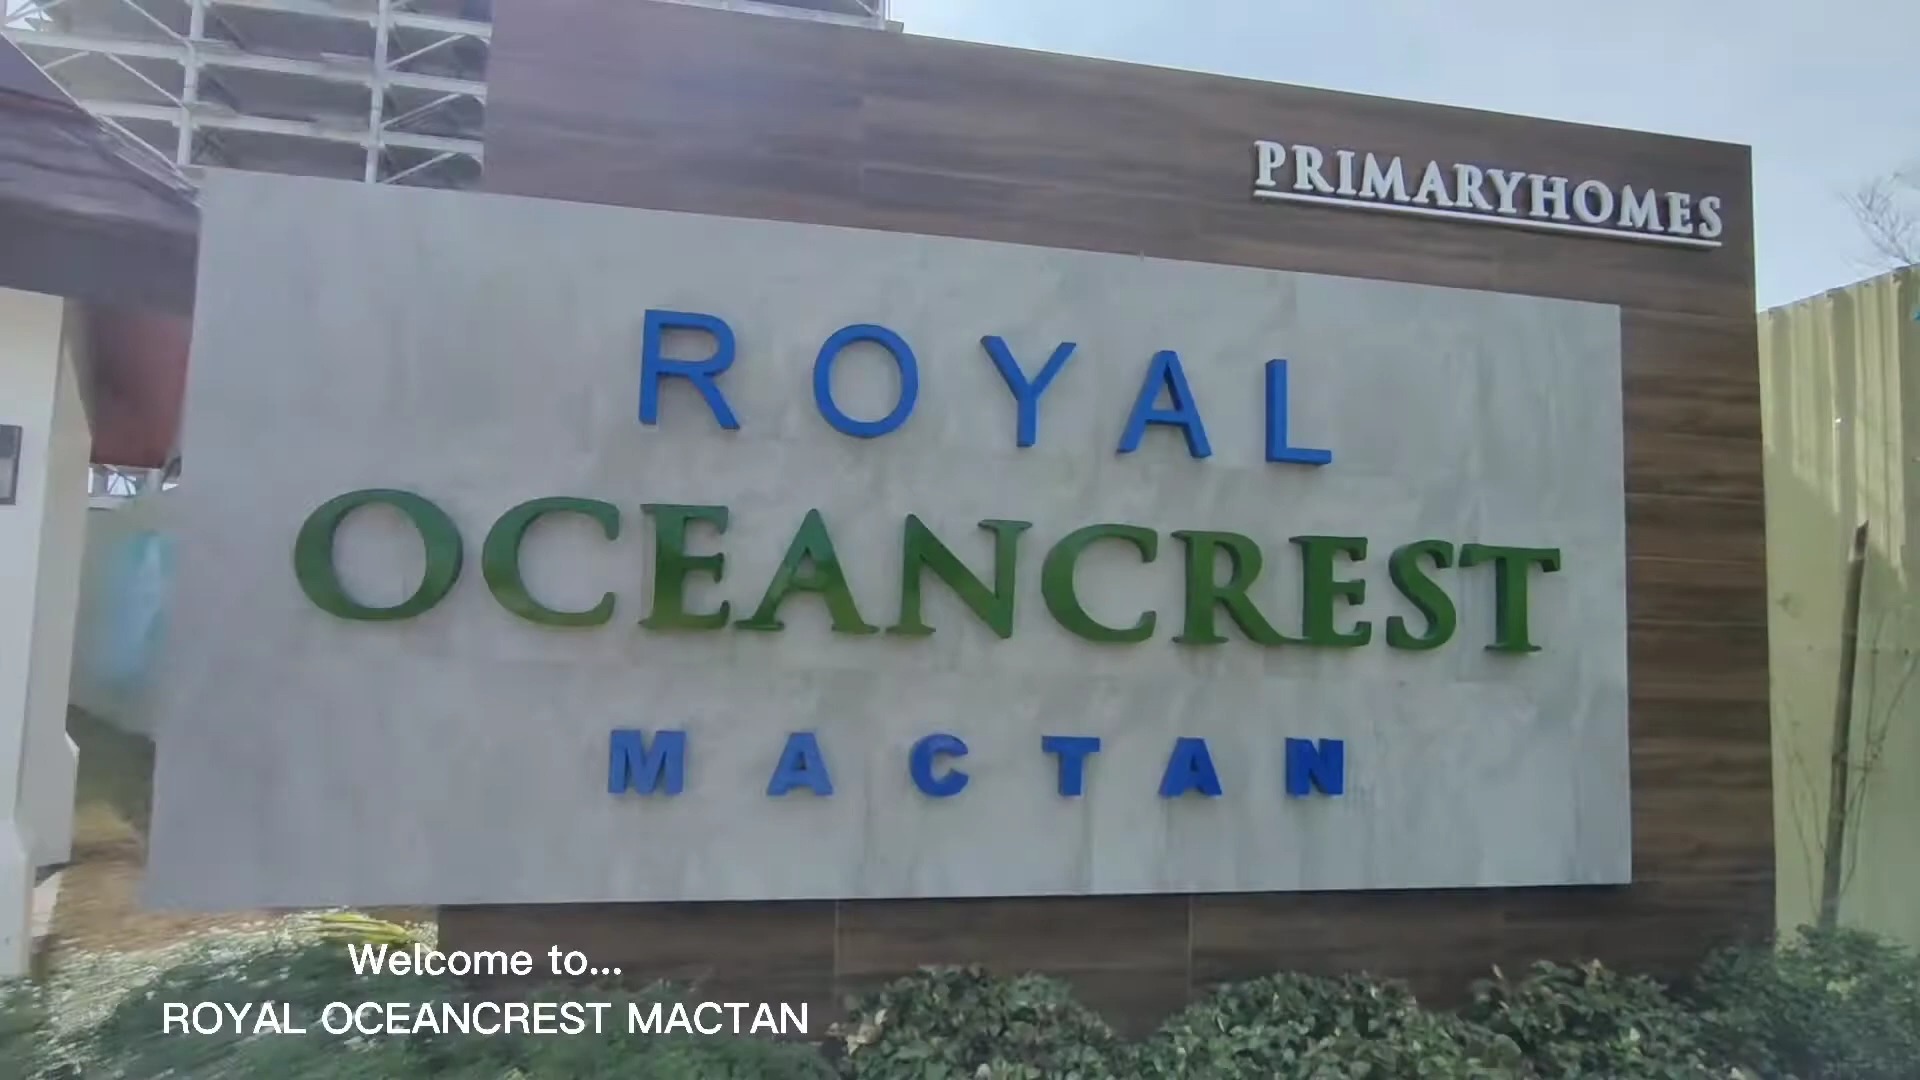 PRIMARYHOMES
ROYAL
OCEANCREST
MACTAN
Welcome to...
ROYAL OCEANCREST MACTAN